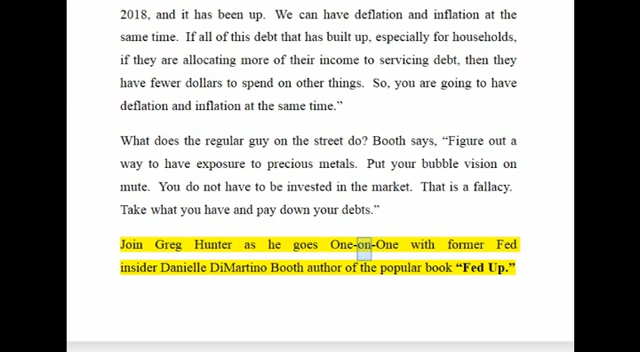 2018, and it has been up. We can have deflation and inflation at the
same time. If all of this debt that has built up, especially for households,
if they are allocating more of their income to servicing debt, then they
have fewer dollars to spend on other things. So, you are going to have
deflation and inflation at the same time.”
What does the regular guy on the street do? Booth says, “Figure out a
way to have exposure to precious metals. Put your bubble vision on
mute. You do not have to be invested in the market. That is a fallacy.
Take what you have and pay down your debts.”
Join Greg Hunter as he goes One-on-One with former Fed
insider Danielle DiMartino Booth author of the popular book “Fed Up.”